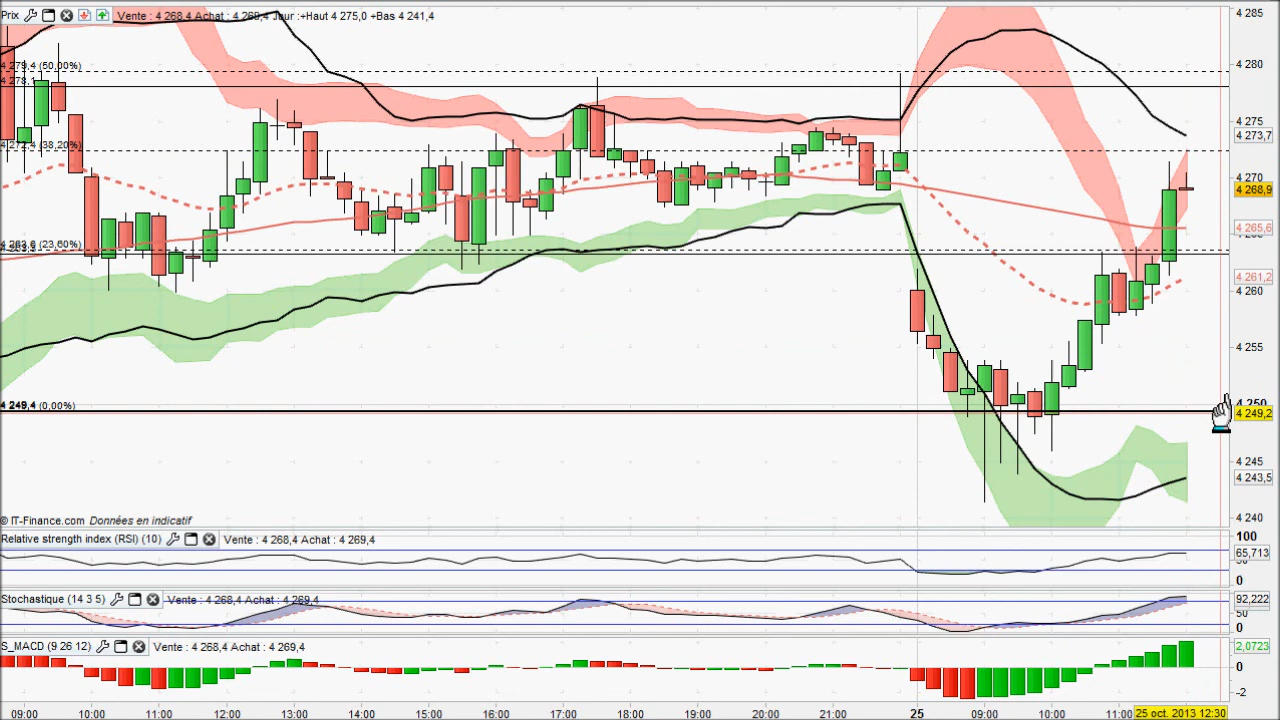 Prix Vente : 4 268,4 Achat : 4 269,4 Jour :+Haut 4 275,0 +Bas 4 241,4
4 285
4 279,4 (50,00%)
4 280
4 278,1
4 275
4 273,7
4 272,4 (38,20%)
4 270
4 268,9
4 265,6
4 263,6 (23,60%)
4 261,2
4 260
4 255
4 249,4 (0,00%)
4 250
4 249,2
4 245
4 243,5
© IT-Finance.com Données en indicatif
4 240
Relative strength index (RSI) (10) Vente : 4 268,4 Achat : 4 269,4
100
65,713
0
Stochastique (14 3 5) Vente : 4 268,4 Achat : 4 269,4
92,222
50
0
S_MACD (9 26 12) Vente : 4 268,4 Achat : 4 269,4
2,0723
0
-2
09:00 10:00 11:00 12:00 13:00 14:00 15:00 16:00 17:00 18:00 19:00 20:00 21:00 25 09:00 10:00 11:00 25 oct. 2013 12:30